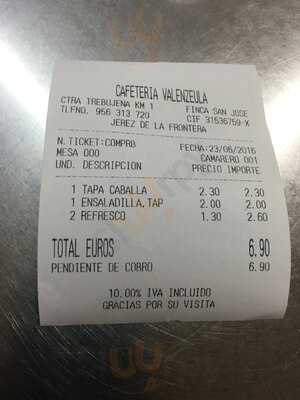 CAFETERIA VALENZEULA
CTRA TREBUJENA KM 1 FINCA SAN JOSE
TLFNO. 956 313 720 CIF 31536759-X
JEREZ DE LA FRONTERA
N.TICKET:COMPRB FECHA:23/06/2016
MESA 000 CAMARERO 001
UND. DESCRIPCION PRECIO IMPORTE
1 TAPA CABALLA 2.30 2.30
1 ENSALADILLA,TAP 2.00 2.00
2 REFRESCO 1.30 2.60
TOTAL EUROS 6.90
PENDIENTE DE COBRO 6.90
10.00% IVA INCLUIDO
GRACIAS POR SU VISITA